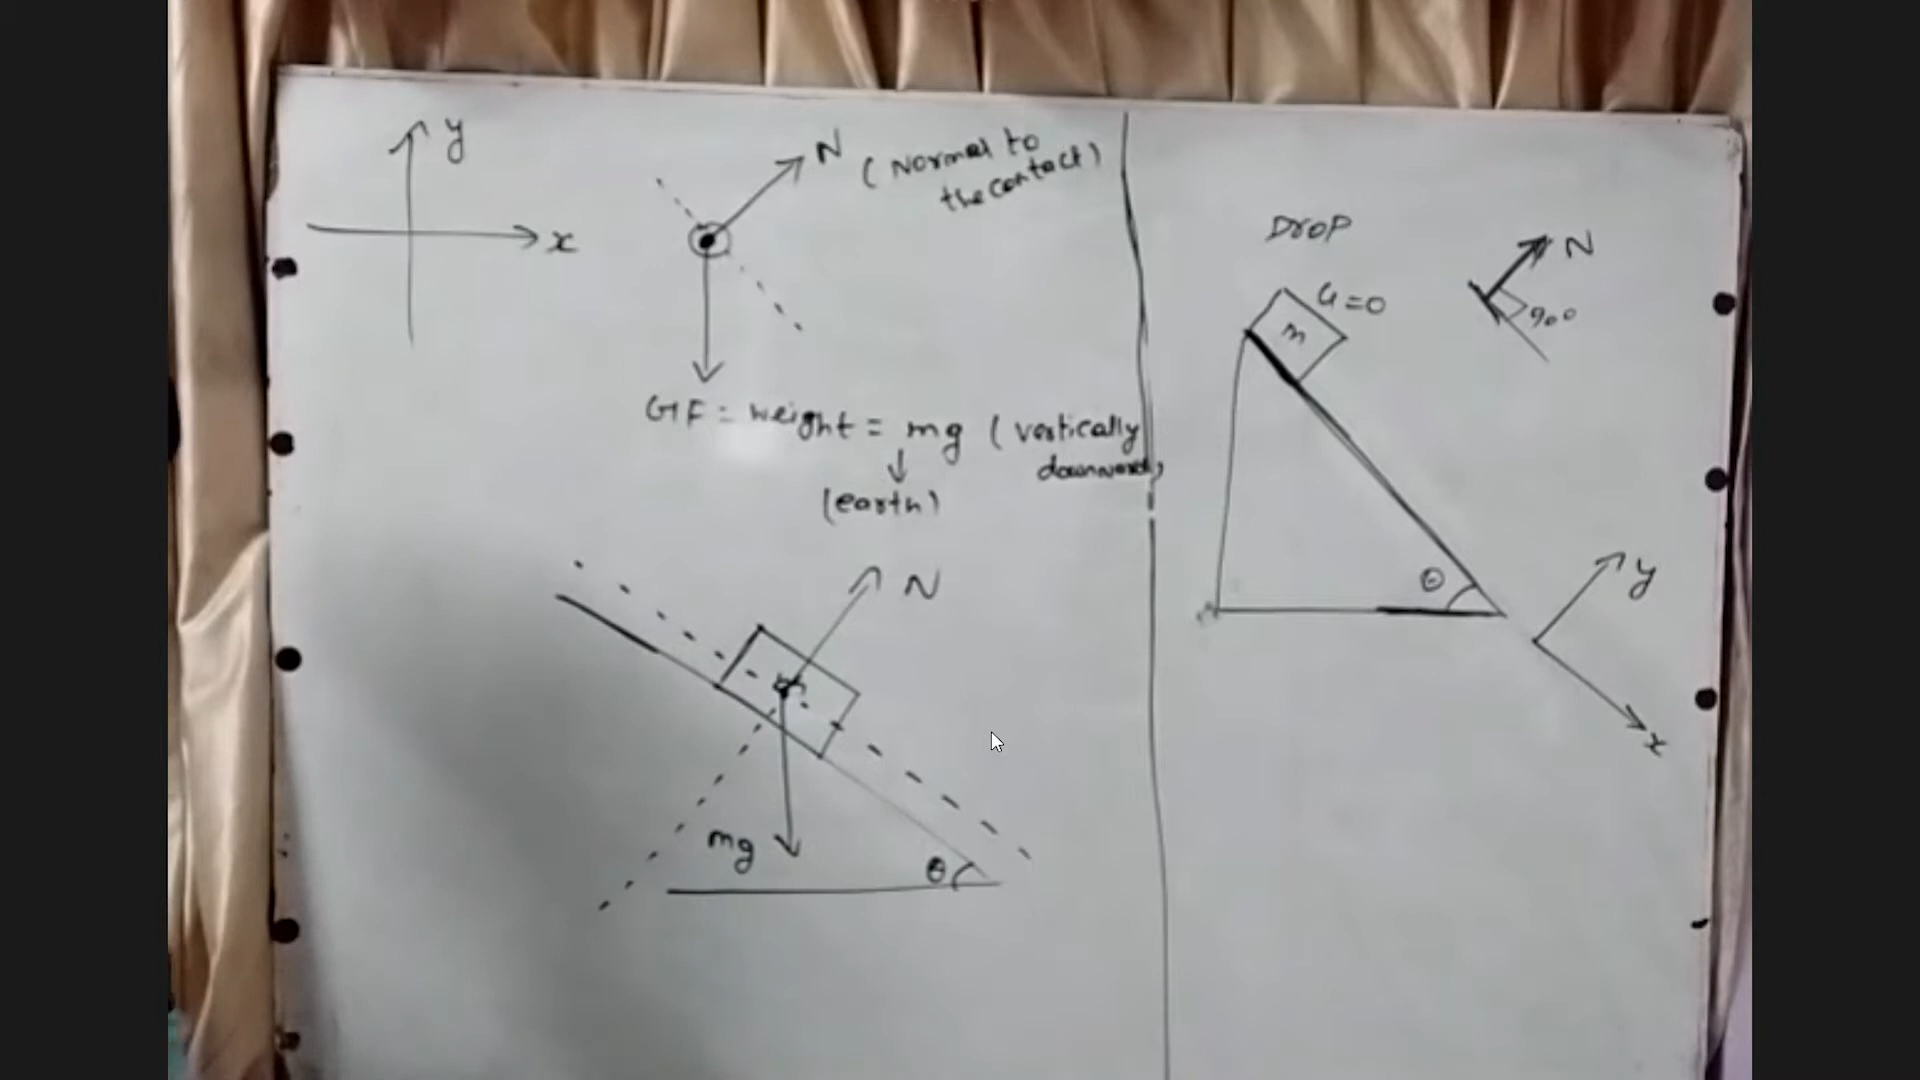 y
x
N
(Normal to
the contact)
GF = weight = mg (vertically
downward)
(earth)
N
m
mg
θ
Drop
u=0
m
N
90°
θ
y
x